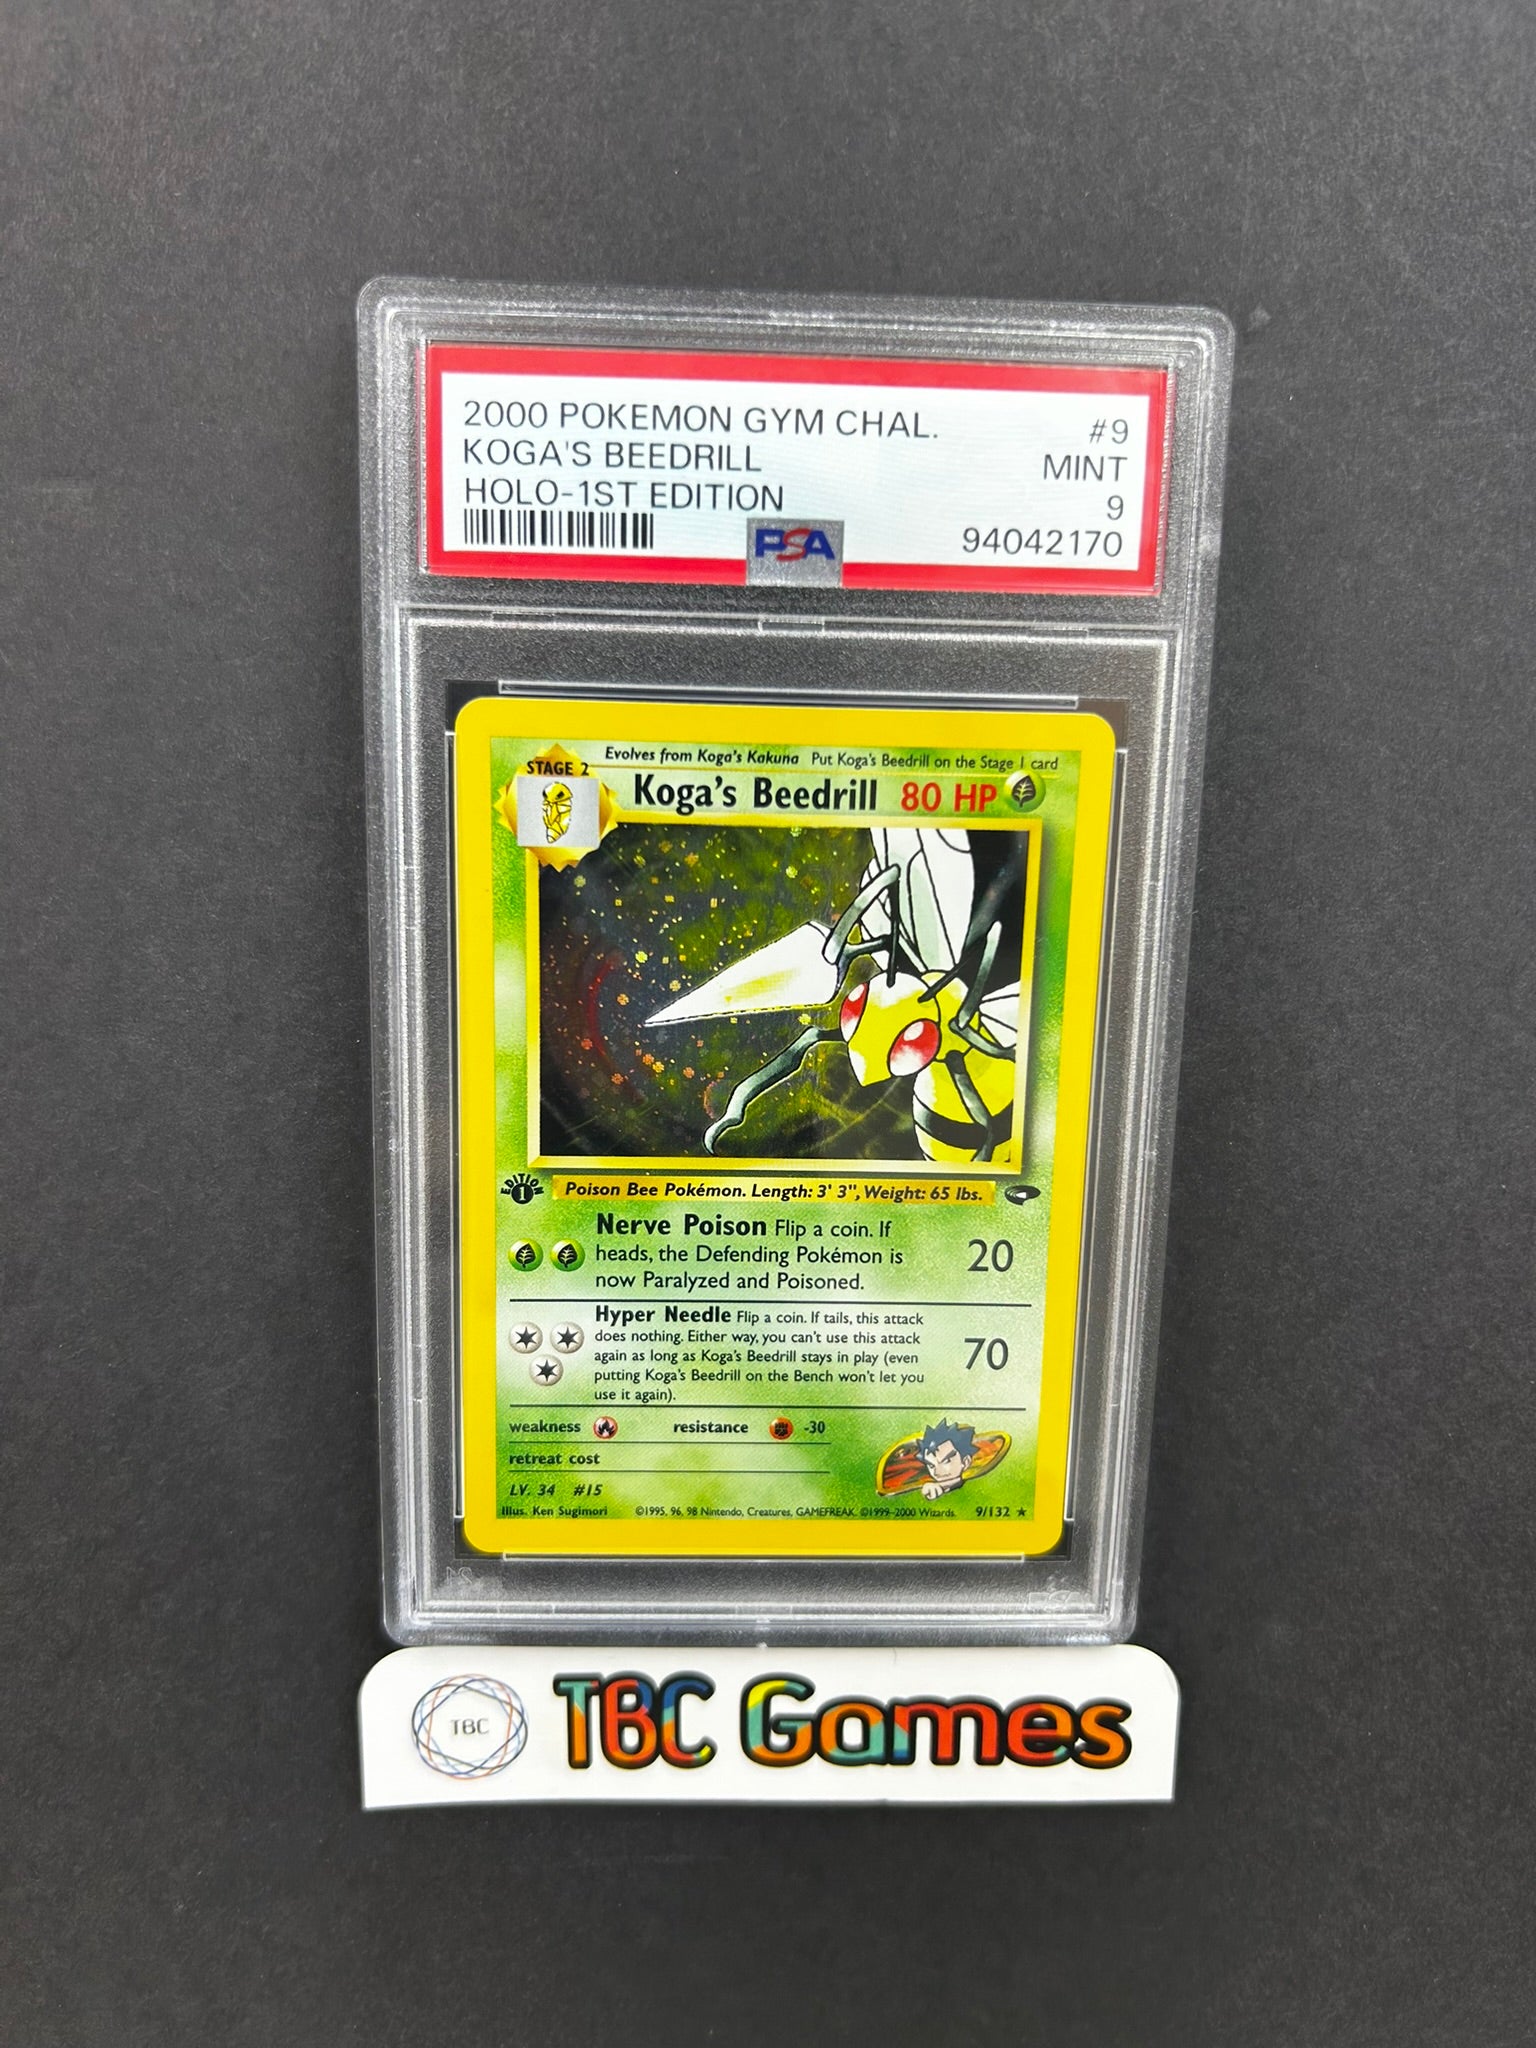 2000 POKEMON GYM CHAL. #9
KOGA'S BEEDRILL MINT
HOLO-1ST EDITION 9
PSA 94042170
Evolves from Koga's Kakuna Put Koga's Beedrill on the Stage 1 card
STAGE 2
Koga's Beedrill 80 HP
EDITION 1
Poison Bee Pokémon. Length: 3' 3", Weight: 65 lbs.
Nerve Poison Flip a coin. If
heads, the Defending Pokémon is
now Paralyzed and Poisoned.
20
Hyper Needle Flip a coin. If tails, this attack
does nothing. Either way, you can't use this attack
again as long as Koga's Beedrill stays in play (even
putting Koga's Beedrill on the Bench won't let you
use it again).
70
weakness resistance -30
retreat cost
LV. 34 #15
Illus. Ken Sugimori ©1995, 96, 98 Nintendo, Creatures, GAMEFREAK. ©1999-2000 Wizards. 9/132 ★
TBC TBC Games